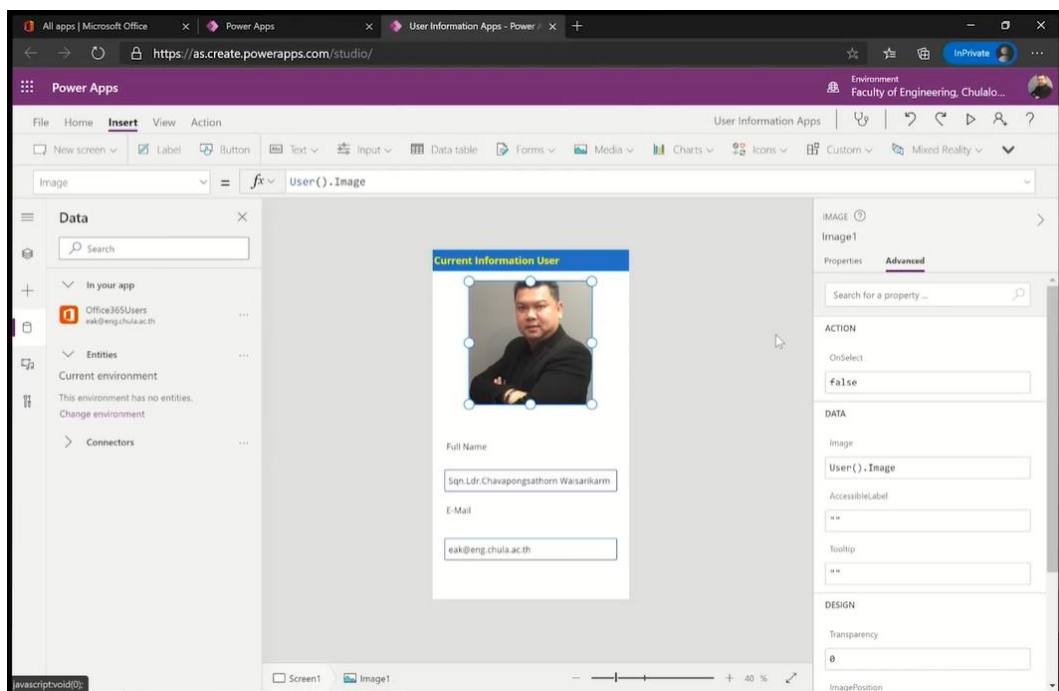 All apps | Microsoft Office
Power Apps
User Information Apps - Power A
https://as.create.powerapps.com/studio/
InPrivate
Power Apps
Environment
Faculty of Engineering, Chulalo...
File Home Insert View Action
User Information Apps
New screen Label Button Text Input Data table Forms Media Charts Icons Custom Mixed Reality
Image = fx User().Image
Data
Search
In your app
Office365Users
eak@eng.chula.ac.th
Entities
Current environment
This environment has no entities.
Change environment
Connectors
Current Information User
Full Name
Sqn.Ldr.Chavapongsathorn Waisarikarm
E-Mail
eak@eng.chula.ac.th
IMAGE
Image1
Properties Advanced
Search for a property ...
ACTION
OnSelect
false
DATA
Image
User().Image
AccessibleLabel
""
Tooltip
""
DESIGN
Transparency
0
ImagePosition
Screen1 Image1
40 %
javascript:void(0);